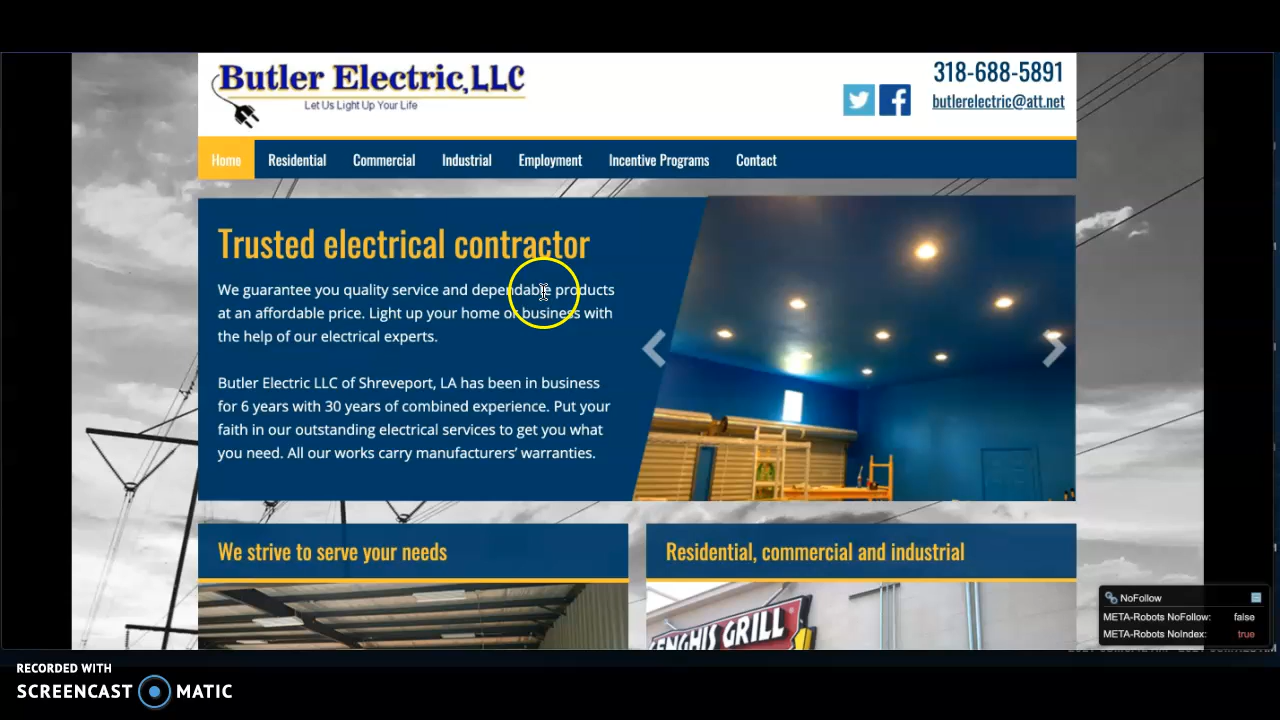 Butler Electric, LLC
Let Us Light Up Your Life
318-688-5891
butlerelectric@att.net
Home Residential Commercial Industrial Employment Incentive Programs Contact
Trusted electrical contractor
We guarantee you quality service and dependable products
at an affordable price. Light up your home or business with
the help of our electrical experts.
Butler Electric LLC of Shreveport, LA has been in business
for 6 years with 30 years of combined experience. Put your
faith in our outstanding electrical services to get you what
you need. All our works carry manufacturers’ warranties.
We strive to serve your needs
Residential, commercial and industrial
GRILL
NoFollow
META-Robots NoFollow: false
META-Robots NoIndex: true
RECORDED WITH
SCREENCAST MATIC